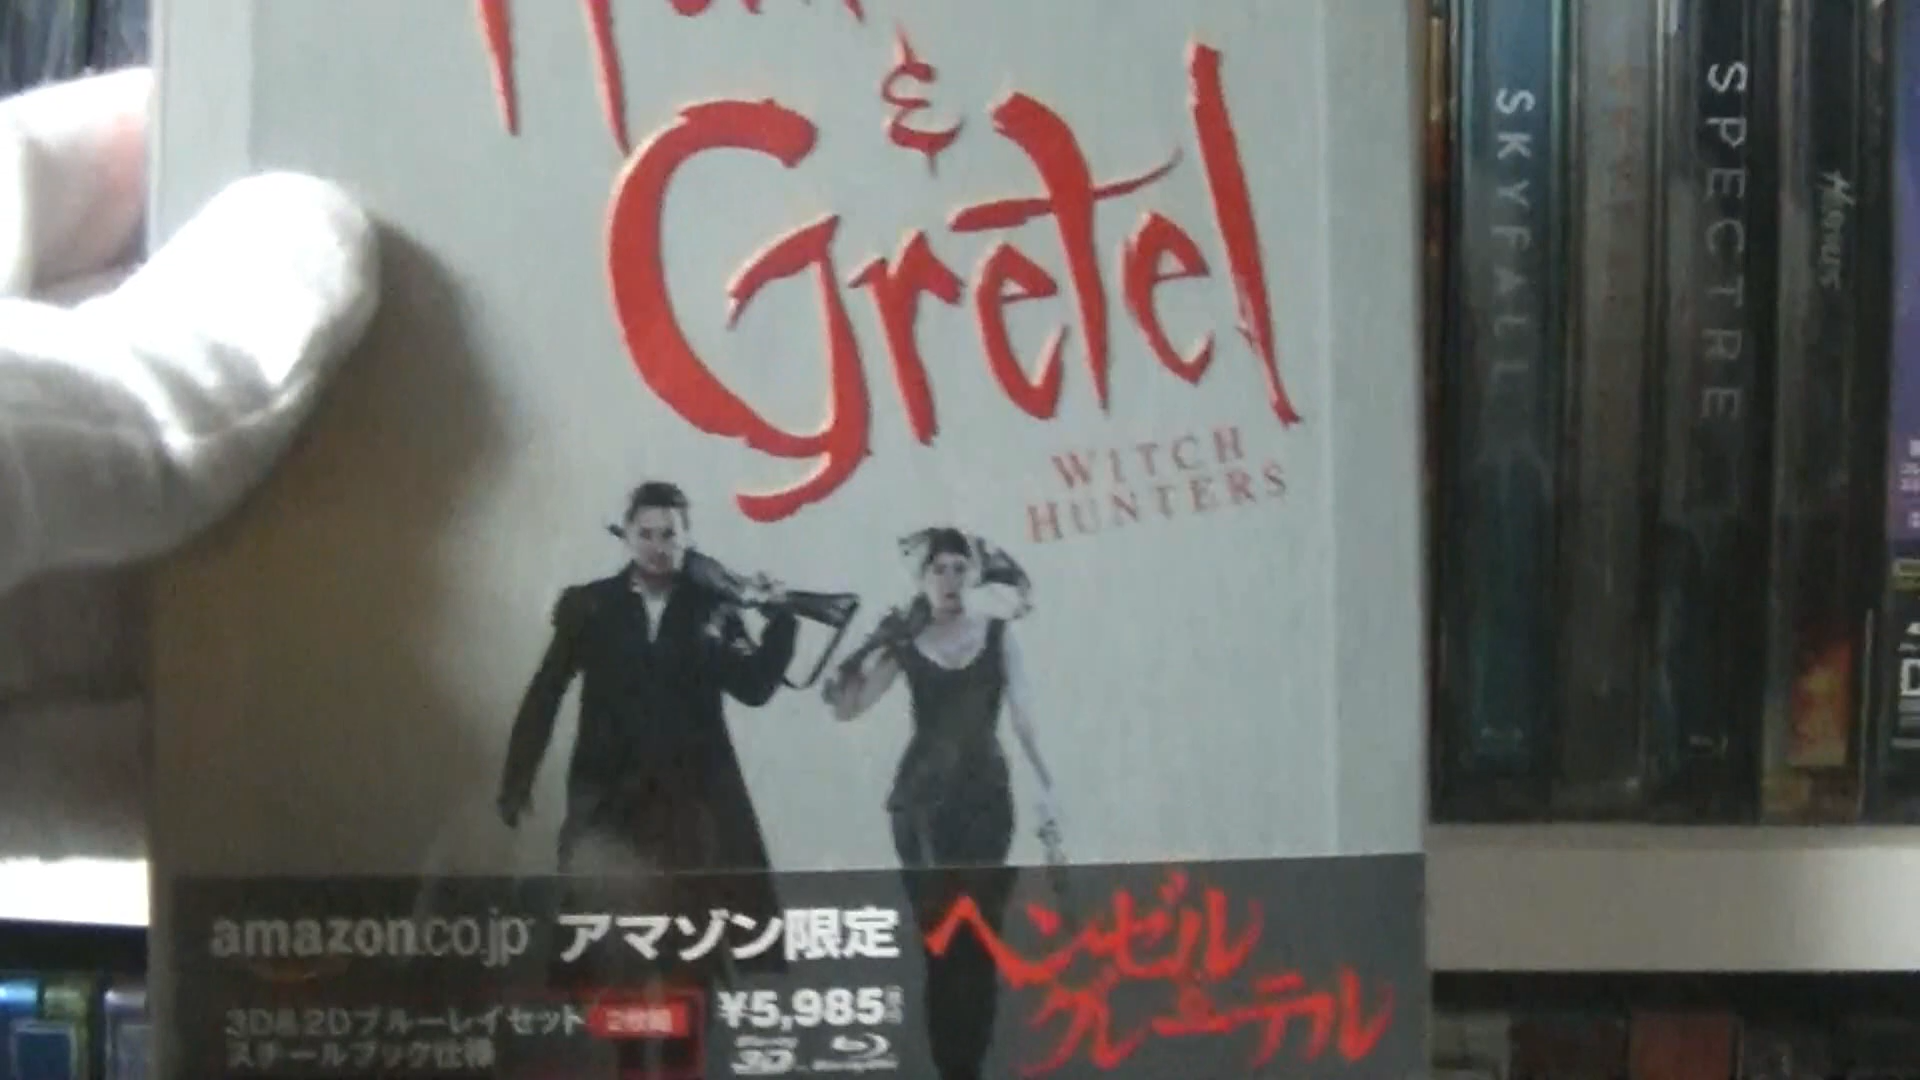 &
Gretel
WITCH
HUNTERS
amazon.co.jp アマゾン限定
3D&2Dブルーレイセット 2枚組
スチールブック仕様
¥5,985
Blu-ray 3D
ヘンゼル
&
グレーテル
SKYFALL
SPECTRE